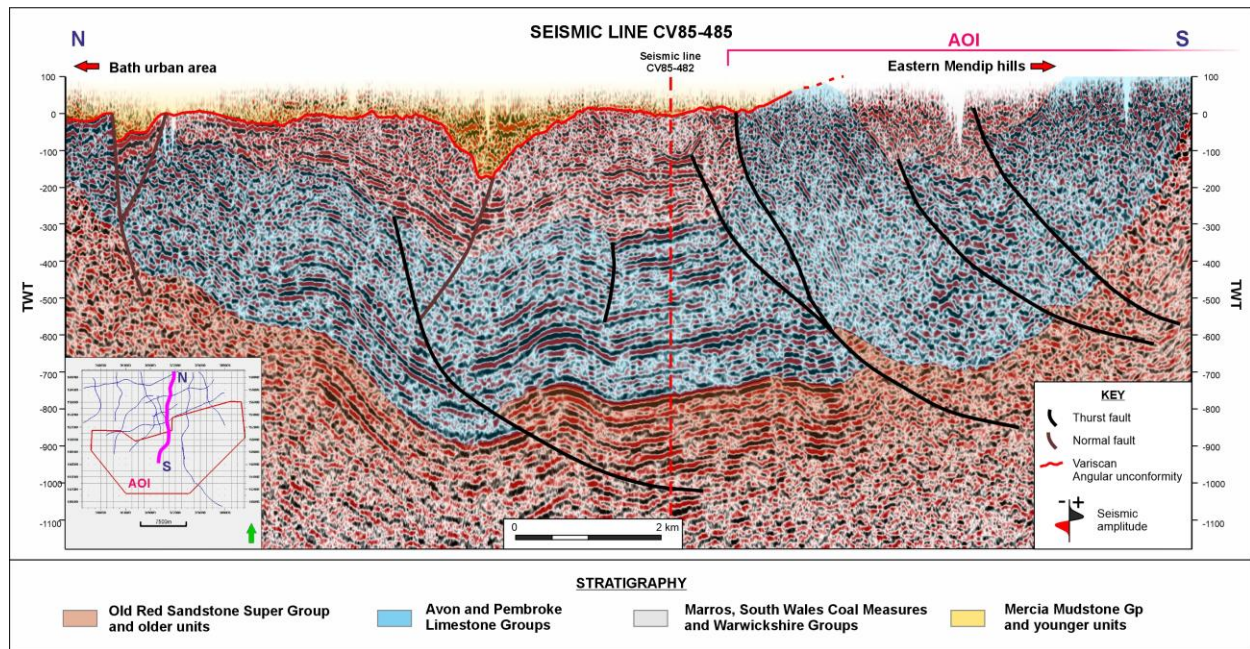 SEISMIC LINE CV85-485
N
Bath urban area
Seismic line
CV85-482
AOI
S
Eastern Mendip hills
100
0
-100
-200
-300
-400
-500
-600
-700
-800
-900
-1000
-1100
TWT
100
0
-100
-200
-300
-400
-500
-600
-700
-800
-900
-1000
-1100
TWT
N
S
AOI
7500m
0
2 km
KEY
Thurst fault
Normal fault
Variscan
Angular unconformity
- +
Seismic
amplitude
STRATIGRAPHY
Old Red Sandstone Super Group
and older units
Avon and Pembroke
Limestone Groups
Marros, South Wales Coal Measures
and Warwickshire Groups
Mercia Mudstone Gp
and younger units